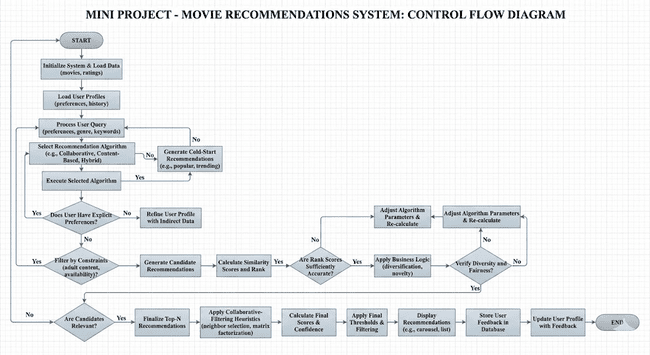 MINI PROJECT - MOVIE RECOMMENDATIONS SYSTEM: CONTROL FLOW DIAGRAM
START
Initialize System & Load Data
(movies, ratings)
Load User Profiles
(preferences, history)
Process User Query
(preferences, genre, keywords)
No
Select Recommendation Algorithm
(e.g., Collaborative, Content-
Based, Hybrid)
No
Generate Cold-Start
Recommendations
(e.g., popular, trending)
Execute Selected Algorithm
Yes
Yes
Does User Have Explicit
Preferences?
No
Refine User Profile
with Indirect Data
No
Adjust Algorithm
Parameters
& Re-calculate
Adjust Algorithm Parameters
& Re-calculate
No
No
Yes
Filter by Constraints
(adult content,
availability)?
Yes
Generate Candidate
Recommendations
Calculate Similarity
Scores and Rank
Yes
Are Rank Scores
Sufficiently
Accurate?
Yes
Apply Business Logic
(diversification,
novelty)
Verify Diversity and
Fairness?
No
Yes
No
Are Candidates
Relevant?
Yes
Finalize Top-N
Recommendations
Apply Collaborative-
Filtering Heuristics
(neighbor selection, matrix
factorization)
Calculate Final
Scores &
Confidence
Apply Final
Thresholds &
Filtering
Display
Recommendations
(e.g., carousel, list)
Store User
Feedback in
Database
Update User Profile
with Feedback
END